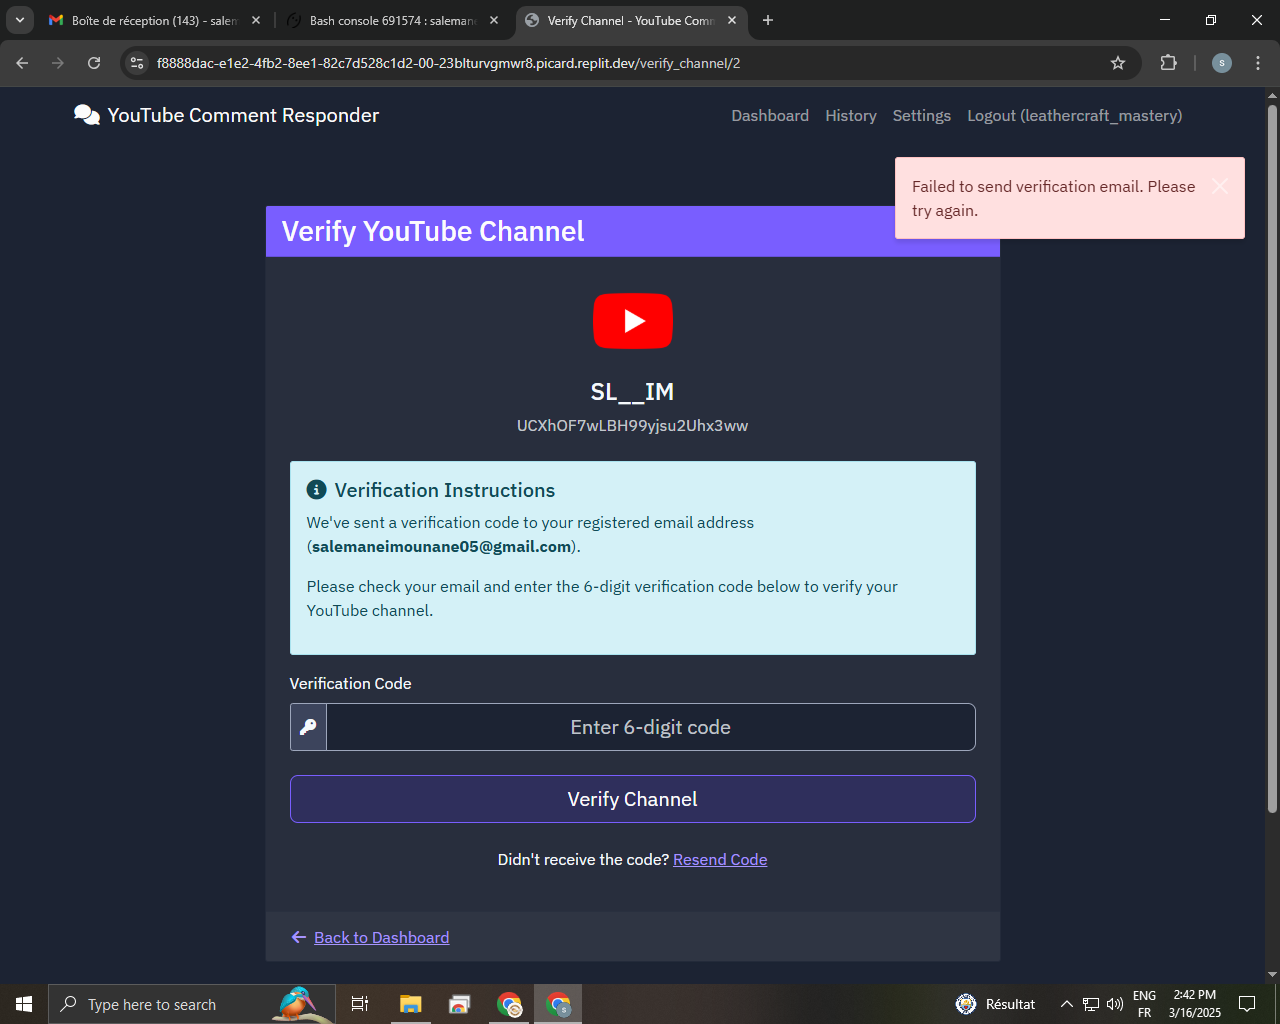 Boîte de réception (143) - salem
Bash console 691574 : saleman
Verify Channel - YouTube Comm
f8888dac-e1e2-4fb2-8ee1-82c7d528c1d2-00-23blturvgmwr8.picard.replit.dev/verify_channel/2
S
YouTube Comment Responder
Dashboard
History
Settings
Logout (leathercraft_mastery)
Failed to send verification email. Please
try again.
Verify YouTube Channel
SL__IM
UCXhOF7wLBH99yjsu2Uhx3ww
Verification Instructions
We've sent a verification code to your registered email address
(salemaneimounane05@gmail.com).
Please check your email and enter the 6-digit verification code below to verify your
YouTube channel.
Verification Code
Enter 6-digit code
Verify Channel
Didn't receive the code? Resend Code
Back to Dashboard
Type here to search
Résultat
ENG
FR
2:42 PM
3/16/2025